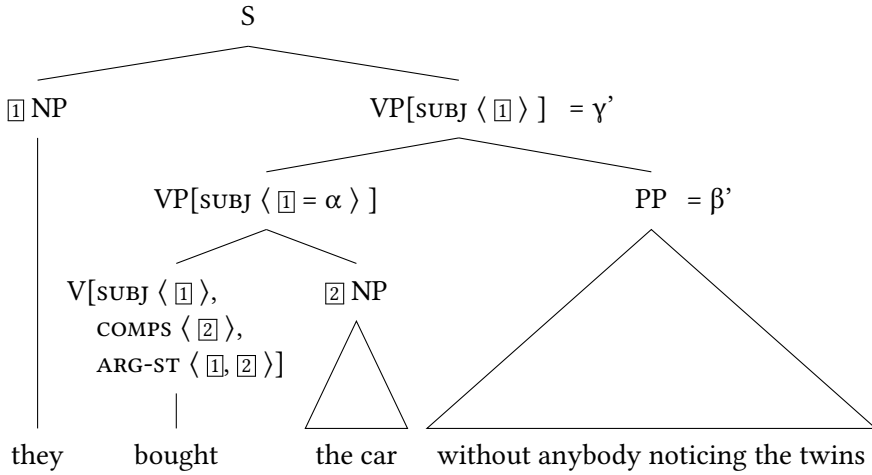 S
1 NP VP[SUBJ ⟨ 1 ⟩ ] = γ’
VP[SUBJ ⟨ 1 = α ⟩ ] PP = β’
V[SUBJ ⟨ 1 ⟩, 2 NP
COMPS ⟨ 2 ⟩,
ARG-ST ⟨ 1, 2 ⟩]
they bought the car without anybody noticing the twins